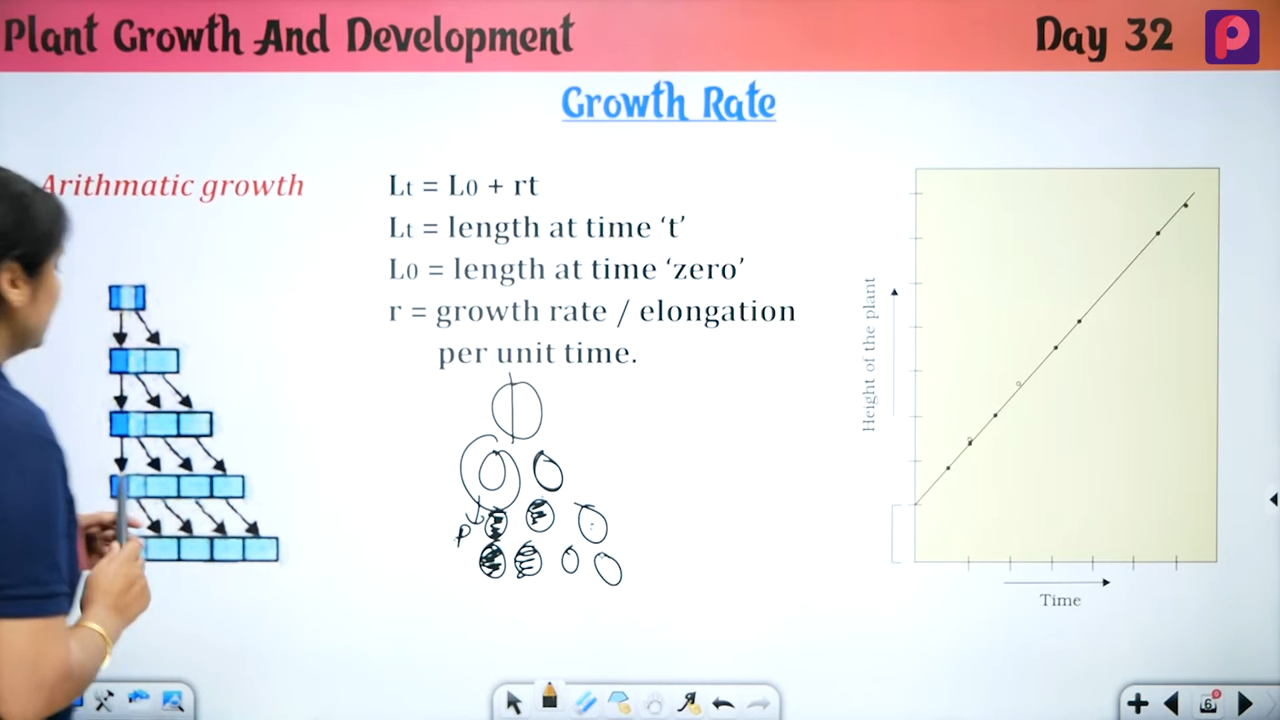 Plant Growth And Development
Day 32
Growth Rate
Arithmatic growth
Lt = L0 + rt
Lt = length at time ‘t’
L0 = length at time ‘zero’
r = growth rate / elongation
per unit time.
P
Height of the plant
Time
6